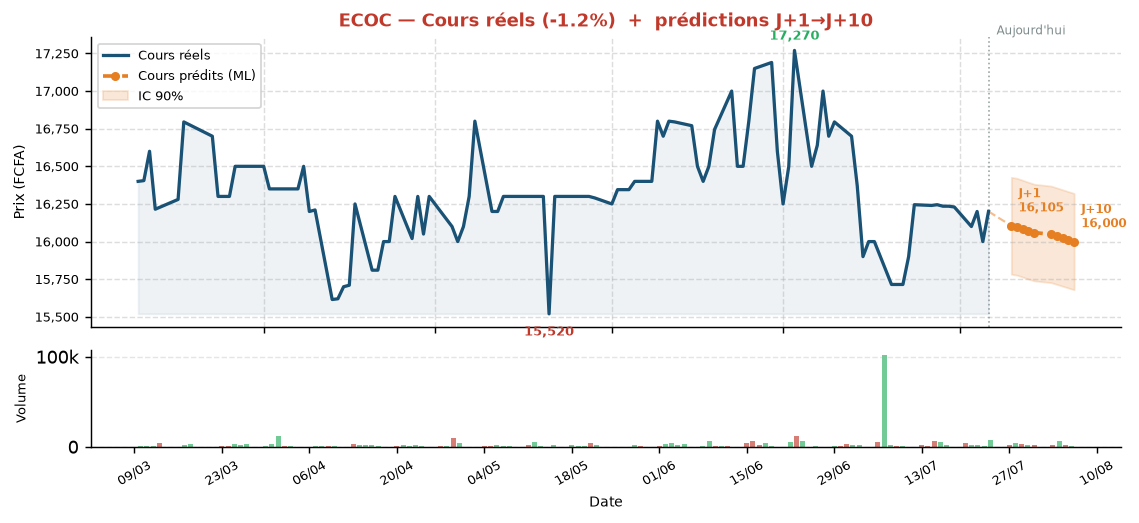 ECOC — Cours réels (-1.2%)  +  prédictions J+1→J+10
17,270
Aujourd'hui
Cours réels
Cours prédits (ML)
IC 90%
17,250
17,000
16,750
16,500
16,250
16,000
15,750
15,500
Prix (FCFA)
J+1
16,105
J+10
16,000
15,520
100k
0
Volume
09/03
23/03
06/04
20/04
04/05
18/05
01/06
15/06
29/06
13/07
27/07
10/08
Date